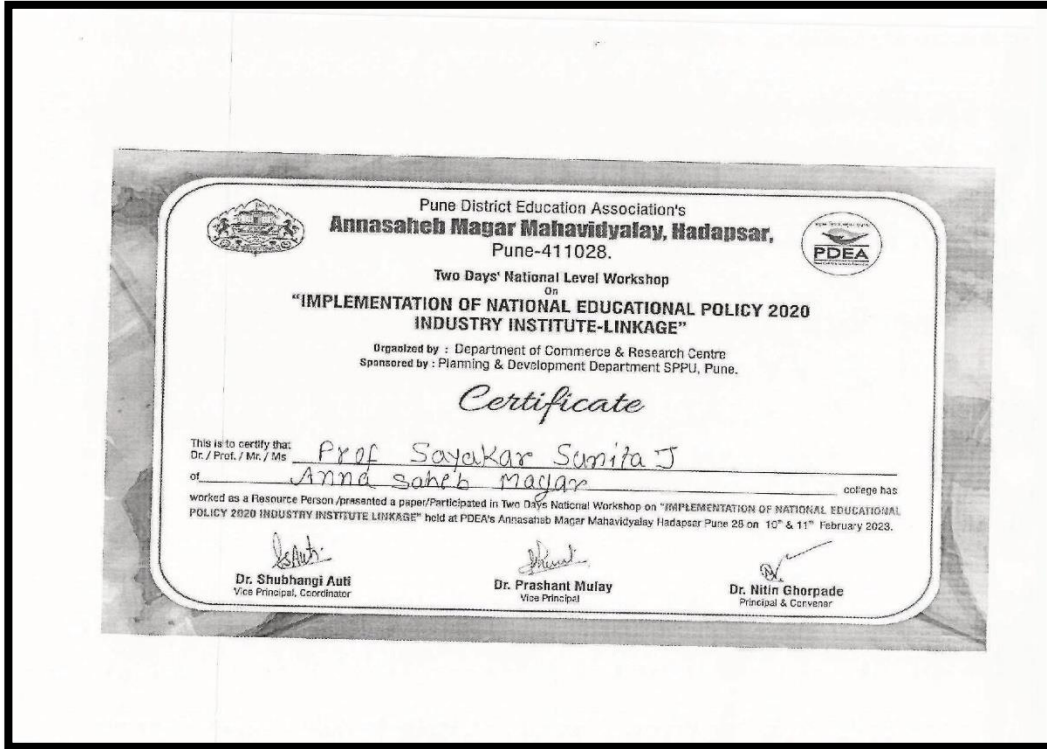 Pune District Education Association's
Annasaheb Magar Mahavidyalay, Hadapsar,
Pune-411028.
PDEA
Two Days' National Level Workshop
On
"IMPLEMENTATION OF NATIONAL EDUCATIONAL POLICY 2020
INDUSTRY INSTITUTE-LINKAGE"
Organized by : Department of Commerce & Research Centre
Sponsored by : Planning & Development Department SPPU, Pune.
Certificate
This is to certify that
Dr. / Prof. / Mr. / Ms Prof Sayakar Sunita J
of Anna saheb Magar college has
worked as a Resource Person /presented a paper/Participated in Two Days National Workshop on "IMPLEMENTATION OF NATIONAL EDUCATIONAL
POLICY 2020 INDUSTRY INSTITUTE LINKAGE" held at PDEA's Annasaheb Magar Mahavidyalay Hadapsar Pune 28 on 10th & 11th February 2023.
Dr. Shubhangi Auti
Vice Principal, Coordinator
Dr. Prashant Mulay
Vice Principal
Dr. Nitin Ghorpade
Principal & Convener